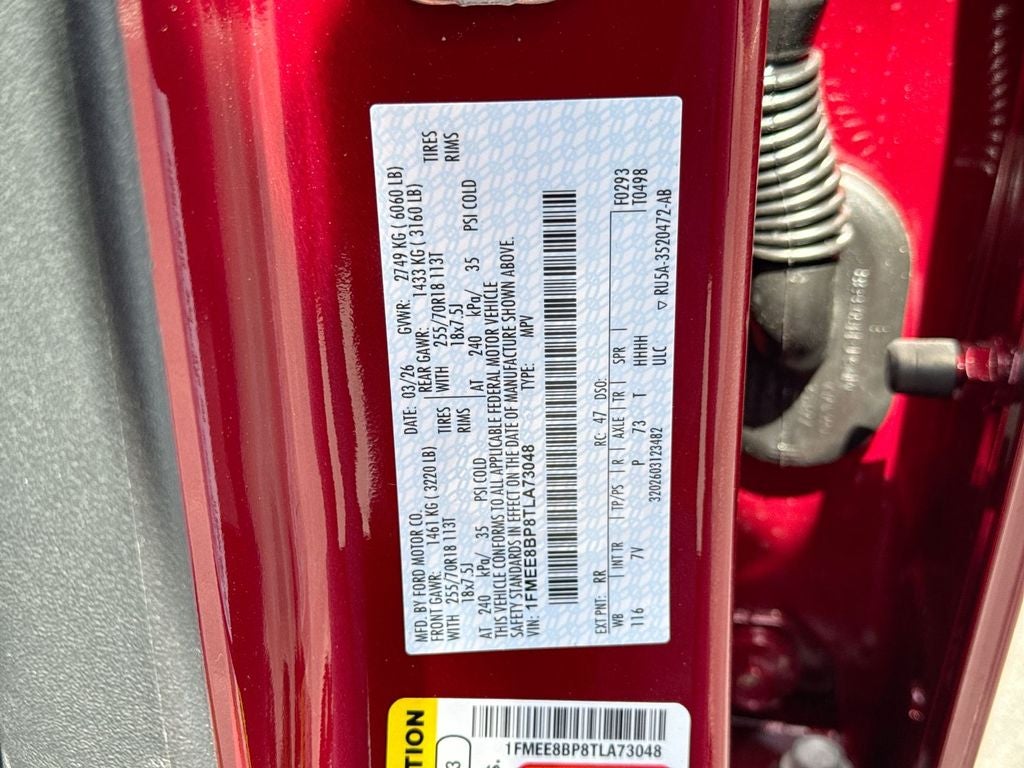 MFD. BY FORD MOTOR CO.
DATE: 03/26 GVWR: 2749 KG ( 6060 LB)
FRONT GAWR: 1461 KG ( 3220 LB) REAR GAWR: 1433 KG ( 3160 LB)
WITH 255/70R18 113T TIRES WITH 255/70R18 113T TIRES
18x7.5J RIMS 18x7.5J RIMS
AT 240 kPa/ 35 PSI COLD AT 240 kPa/ 35 PSI COLD
THIS VEHICLE CONFORMS TO ALL APPLICABLE FEDERAL MOTOR VEHICLE
SAFETY STANDARDS IN EFFECT ON THE DATE OF MANUFACTURE SHOWN ABOVE.
VIN: 1FMEE8BP8TLA73048 TYPE: MPV
EXT PNT: RR RC: 47 DSO: F0293
WB INT TR TP/PS R AXLE TR SPR T0498
116 7V P 73 T HHHH
3202603123482 ULC ▽ RU5A-3520472-AB
TION
3
1FMEE8BP8TLA73048
S.